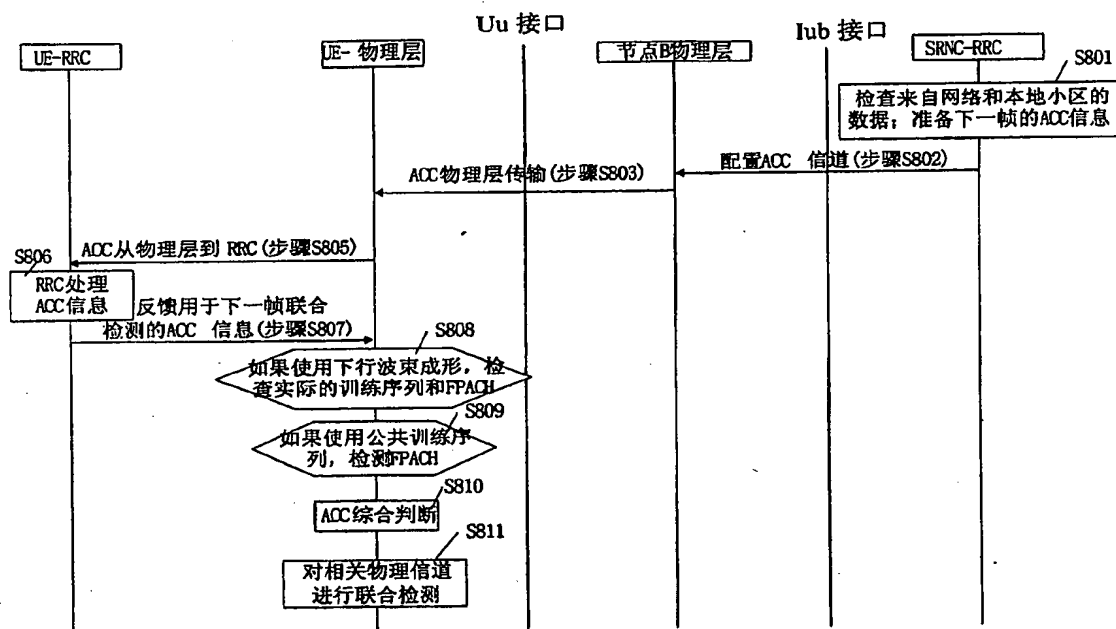 Uu 接口
Iub 接口
UE-RRC
UE- 物理层
节点B物理层
SRNC-RRC
S801
检查来自网络和本地小区的
数据；准备下一帧的ACC信息
配置ACC 信道(步骤S802)
ACC物理层传输(步骤S803)
ACC从物理层到 RRC(步骤S805)
S806
RRC处理
ACC信息
反馈用于下一帧联合
检测的ACC 信息(步骤S807)
S808
如果使用下行波束成形，检
查实际的训练序列和FPACH
S809
如果使用公共训练序
列，检测FPACH
S810
ACC综合判断
S811
对相关物理信道
进行联合检测